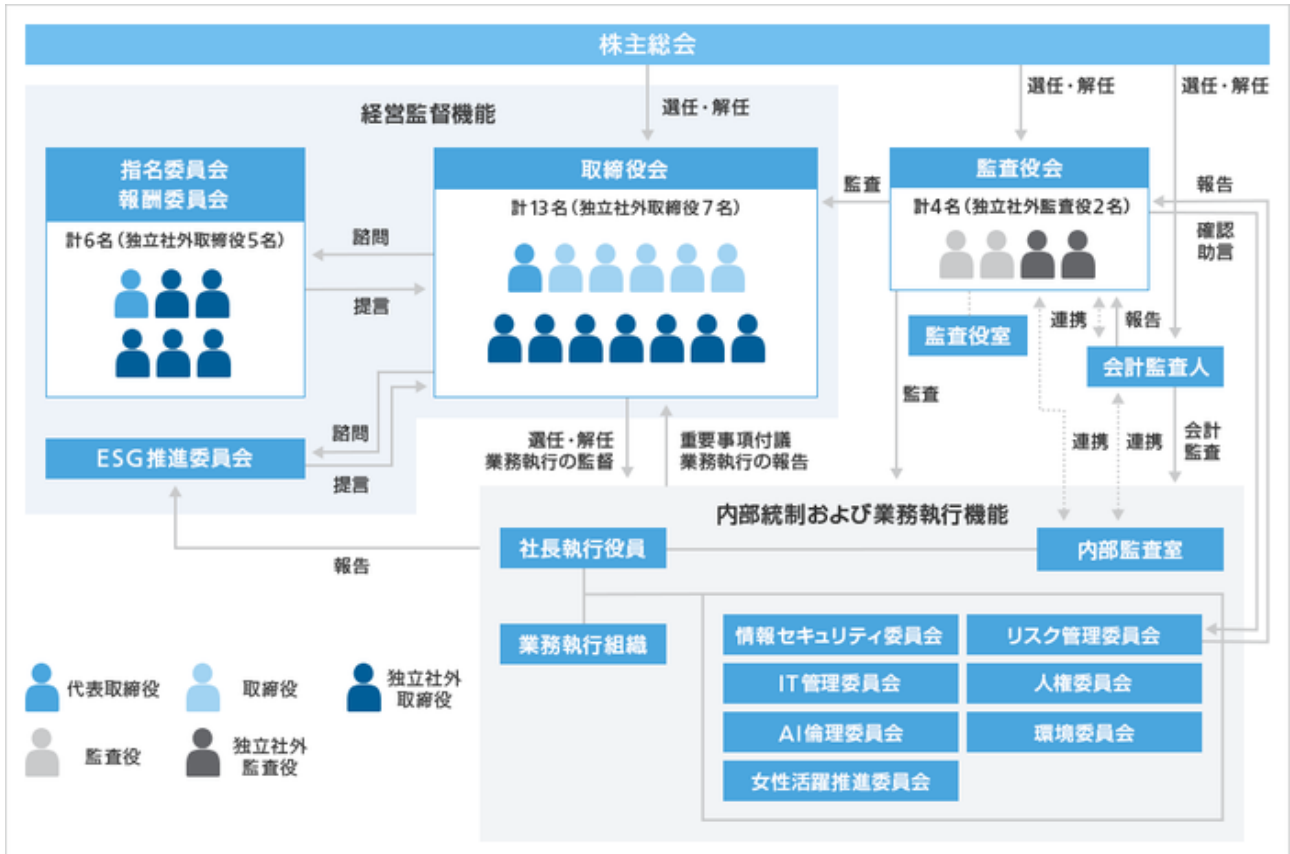 株主総会
選任・解任
選任・解任
選任・解任
経営監督機能
指名委員会
報酬委員会
計6名（独立社外取締役5名）
諮問
提言
取締役会
計13名（独立社外取締役7名）
監査
監査役会
計4名（独立社外監査役2名）
報告
確認
助言
監査役室
連携
報告
会計監査人
監査
連携
連携
会計
監査
諮問
提言
ESG推進委員会
選任・解任
業務執行の監督
重要事項付議
業務執行の報告
報告
内部統制および業務執行機能
社長執行役員
内部監査室
業務執行組織
情報セキュリティ委員会
リスク管理委員会
IT管理委員会
人権委員会
AI倫理委員会
環境委員会
女性活躍推進委員会
代表取締役
取締役
独立社外
取締役
監査役
独立社外
監査役